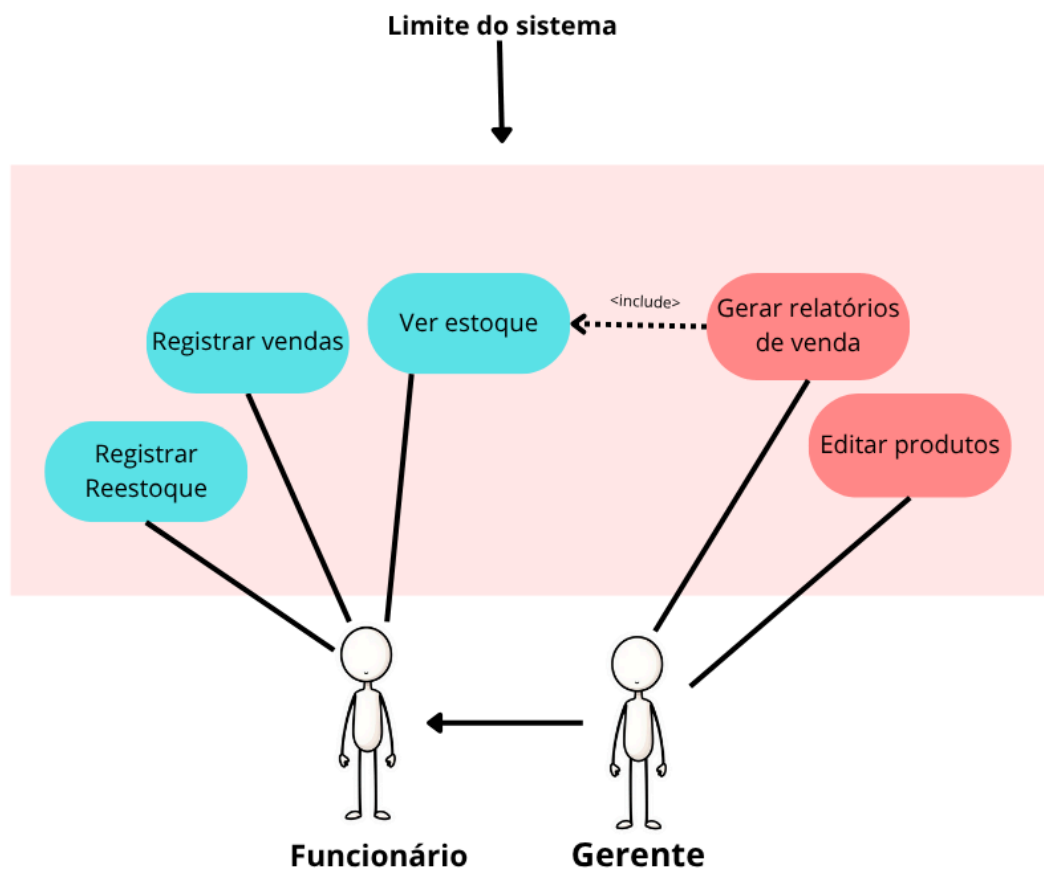 Limite do sistema
Registrar vendas
Ver estoque
<include>
Gerar relatórios
de venda
Registrar
Reestoque
Editar produtos
Funcionário
Gerente